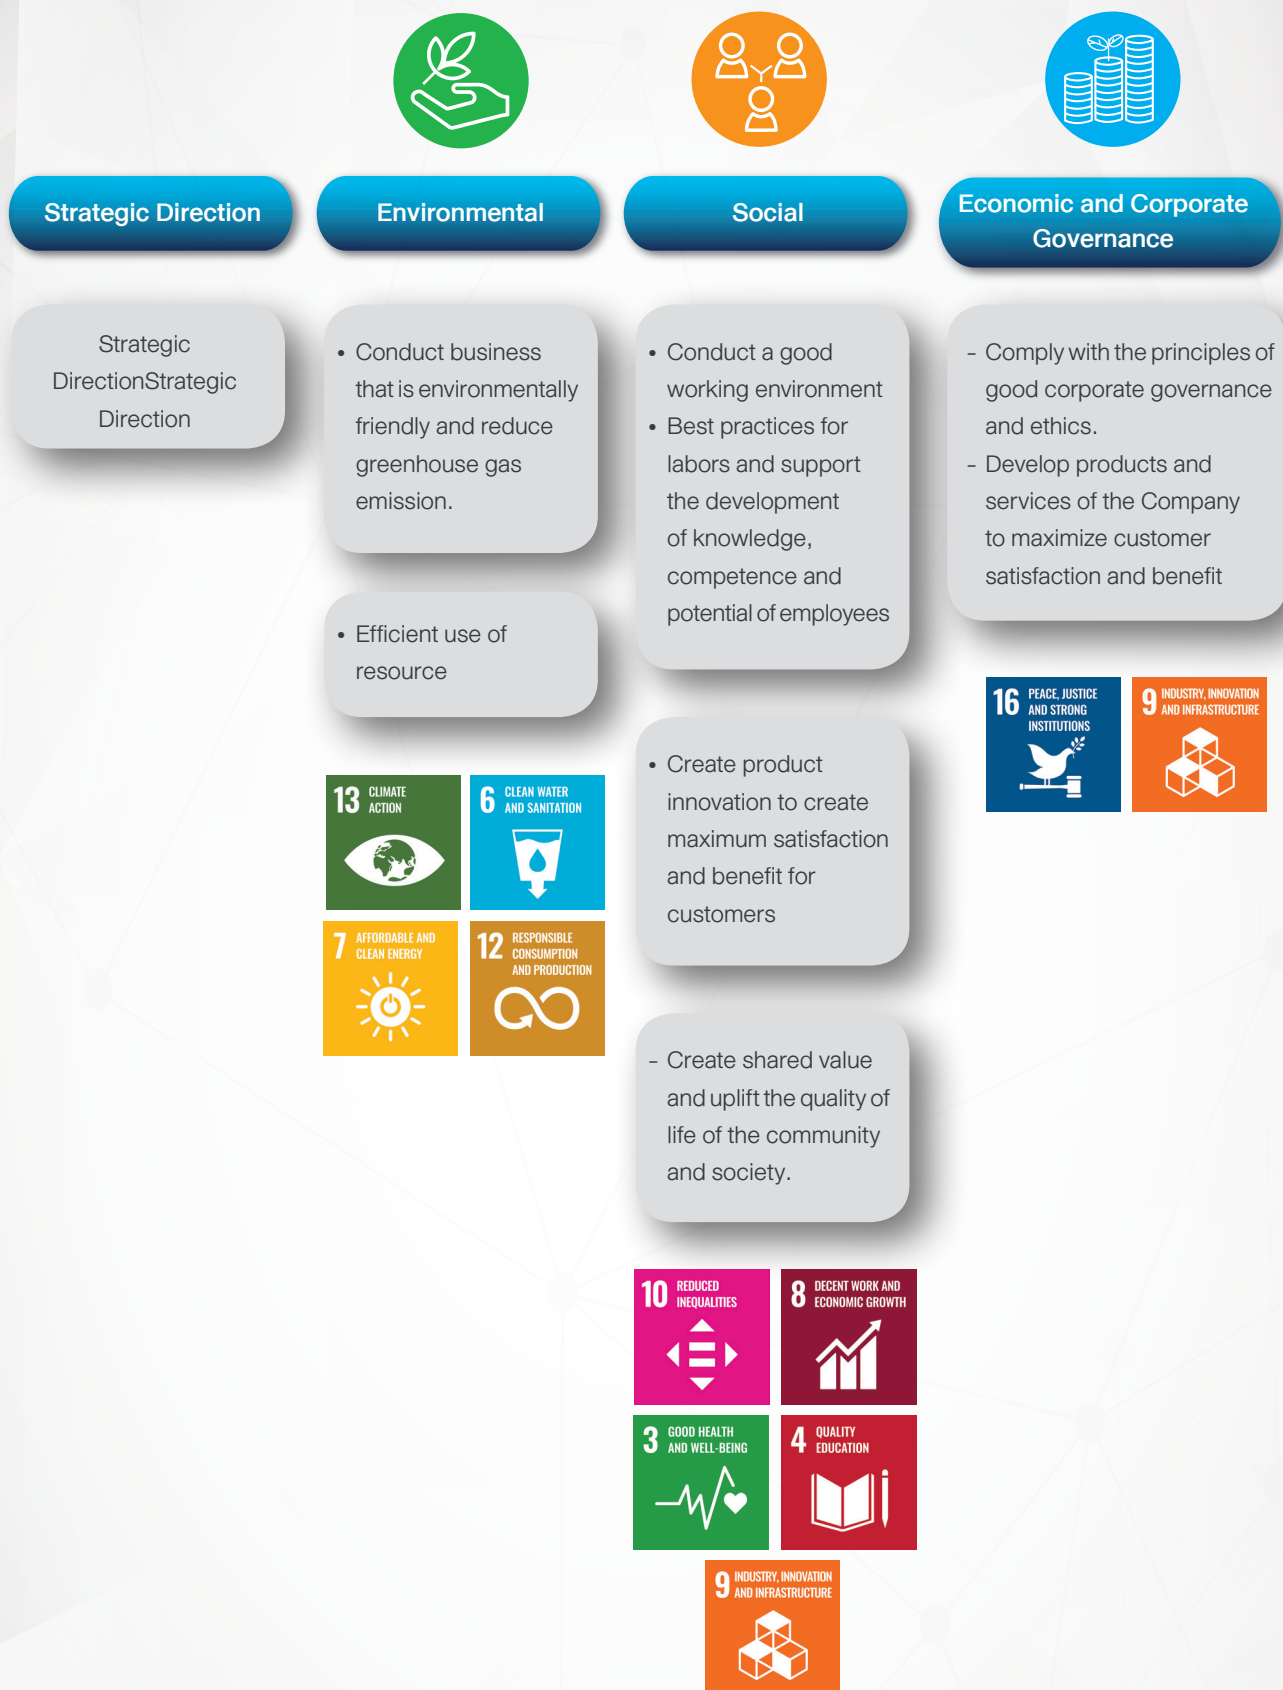 Strategic Direction
Environmental
Social
Economic and Corporate
Governance
Strategic
DirectionStrategic
Direction
• Conduct business
that is environmentally
friendly and reduce
greenhouse gas
emission.
• Efficient use of
resource
13 CLIMATE
ACTION
6 CLEAN WATER
AND SANITATION
7 AFFORDABLE AND
CLEAN ENERGY
12 RESPONSIBLE
CONSUMPTION
AND PRODUCTION
• Conduct a good
working environment
• Best practices for
labors and support
the development
of knowledge,
competence and
potential of employees
• Create product
innovation to create
maximum satisfaction
and benefit for
customers
- Create shared value
and uplift the quality of
life of the community
and society.
10 REDUCED
INEQUALITIES
8 DECENT WORK AND
ECONOMIC GROWTH
3 GOOD HEALTH
AND WELL-BEING
4 QUALITY
EDUCATION
9 INDUSTRY, INNOVATION
AND INFRASTRUCTURE
- Comply with the principles of
good corporate governance
and ethics.
- Develop products and
services of the Company
to maximize customer
satisfaction and benefit
16 PEACE, JUSTICE
AND STRONG
INSTITUTIONS
9 INDUSTRY, INNOVATION
AND INFRASTRUCTURE